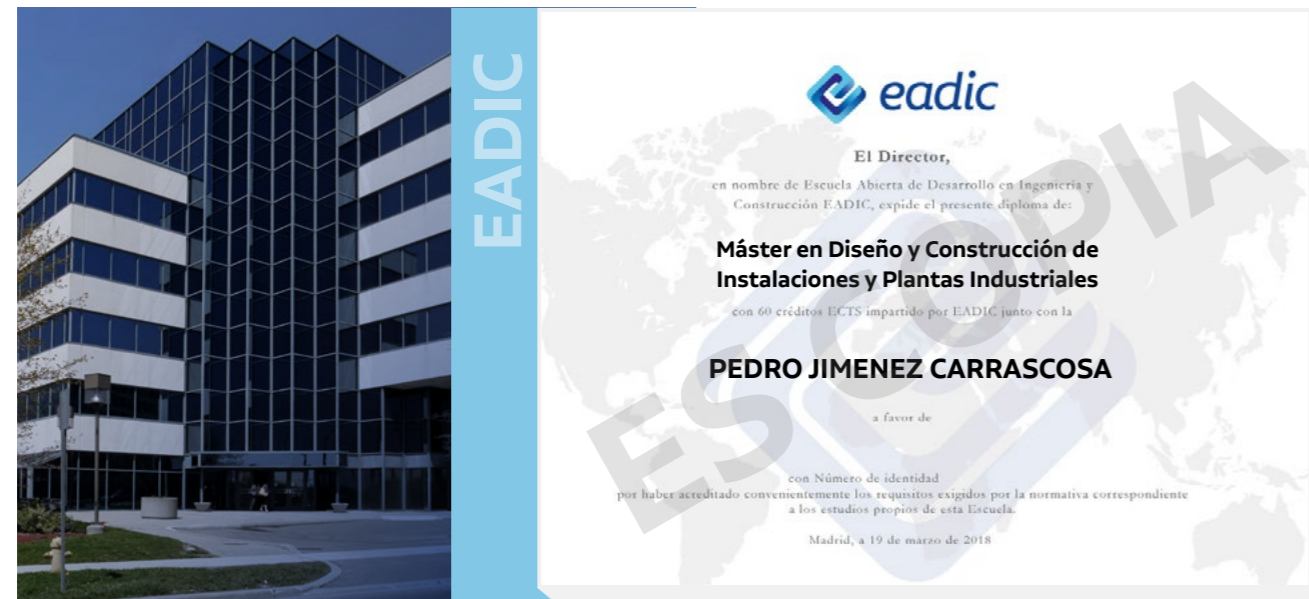 EADIC
eadic
El Director,
en nombre de Escuela Abierta de Desarrollo en Ingeniería y
Construcción EADIC, expide el presente diploma de:
Máster en Diseño y Construcción de
Instalaciones y Plantas Industriales
con 60 créditos ECTS impartido por EADIC junto con la
PEDRO JIMENEZ CARRASCOSA
a favor de
con Número de identidad
por haber acreditado convenientemente los requisitos exigidos por la normativa correspondiente
a los estudios propios de esta Escuela.
Madrid, a 19 de marzo de 2018
ES COPIA